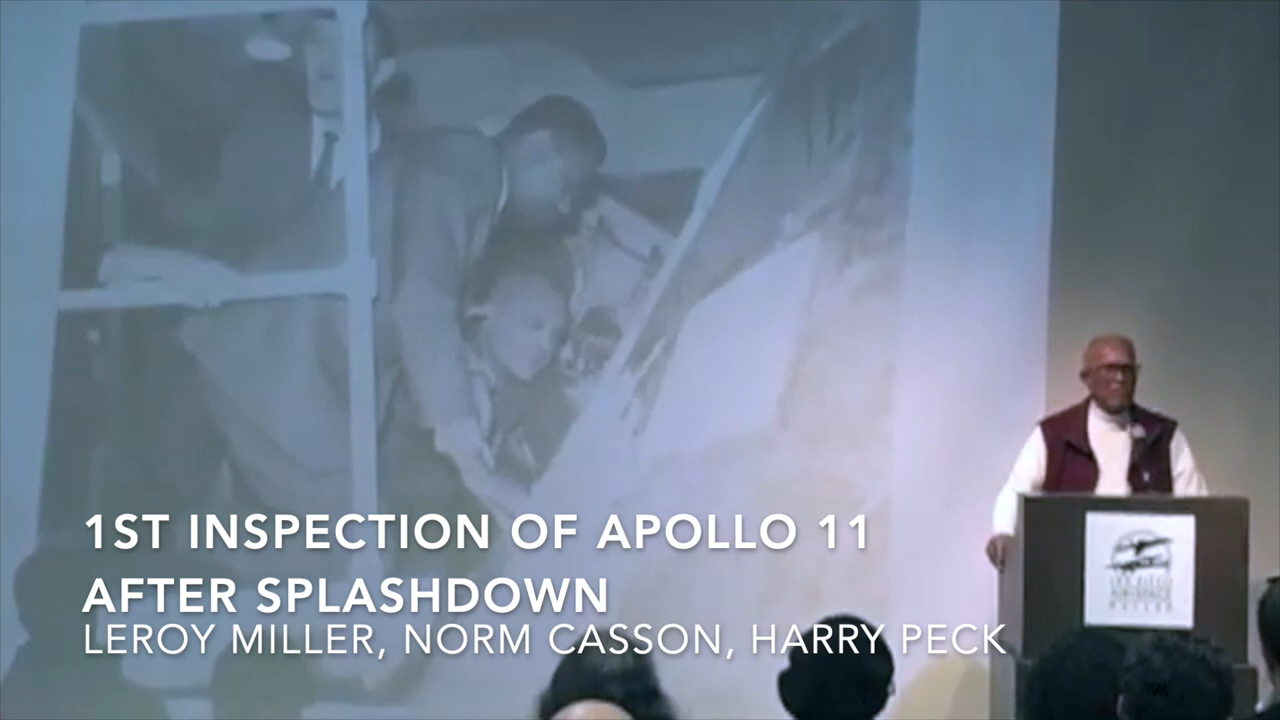 1ST INSPECTION OF APOLLO 11
AFTER SPLASHDOWN
LEROY MILLER, NORM CASSON, HARRY PECK